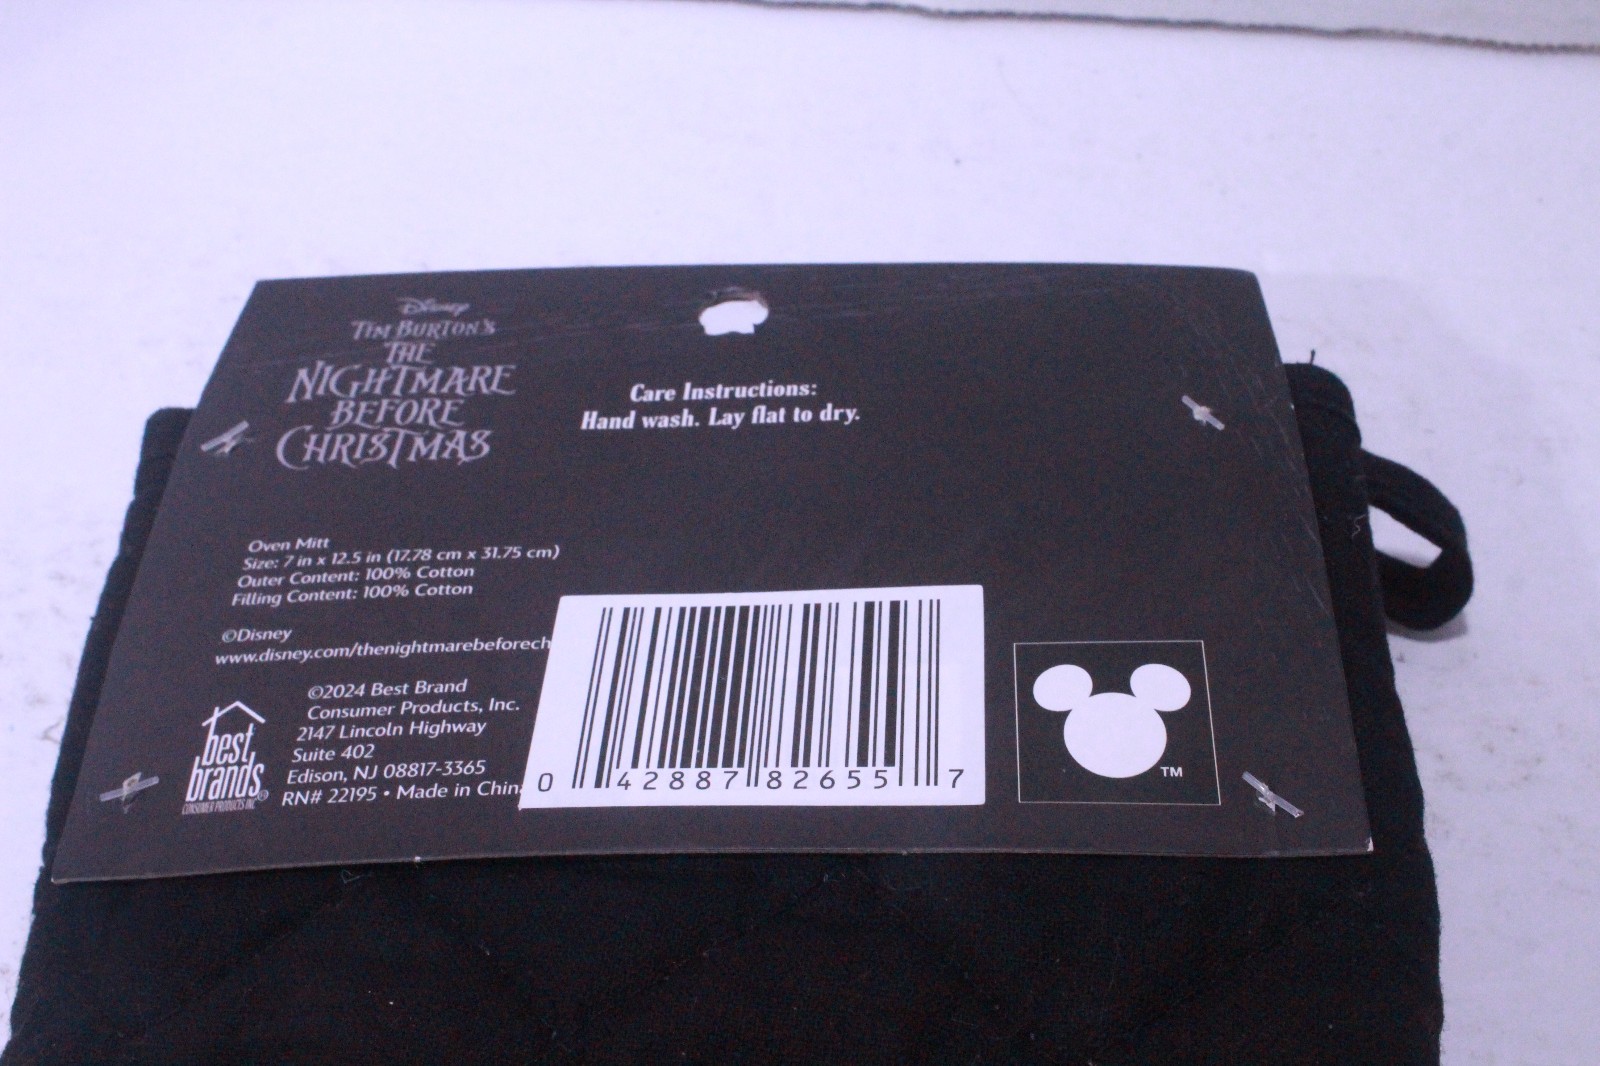 Disney
TIM BURTON'S
THE
NIGHTMARE
BEFORE
CHRISTMAS
Care Instructions:
Hand wash. Lay flat to dry.
Oven Mitt
Size: 7 in x 12.5 in (17.78 cm x 31.75 cm)
Outer Content: 100% Cotton
Filling Content: 100% Cotton
©Disney
www.disney.com/thenightmarebeforech
best
brands®
CONSUMER PRODUCTS INC.
©2024 Best Brand
Consumer Products, Inc.
2147 Lincoln Highway
Suite 402
Edison, NJ 08817-3365
RN# 22195 • Made in Chin
0 42887 82655 7
TM